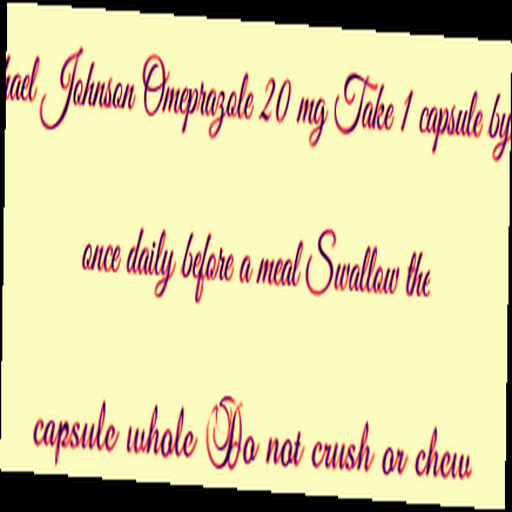 Johnson Omeprazole 20 mg Take 1 capsule by
once daily before a meal Swallow the
capsule whole Do not crush or chew